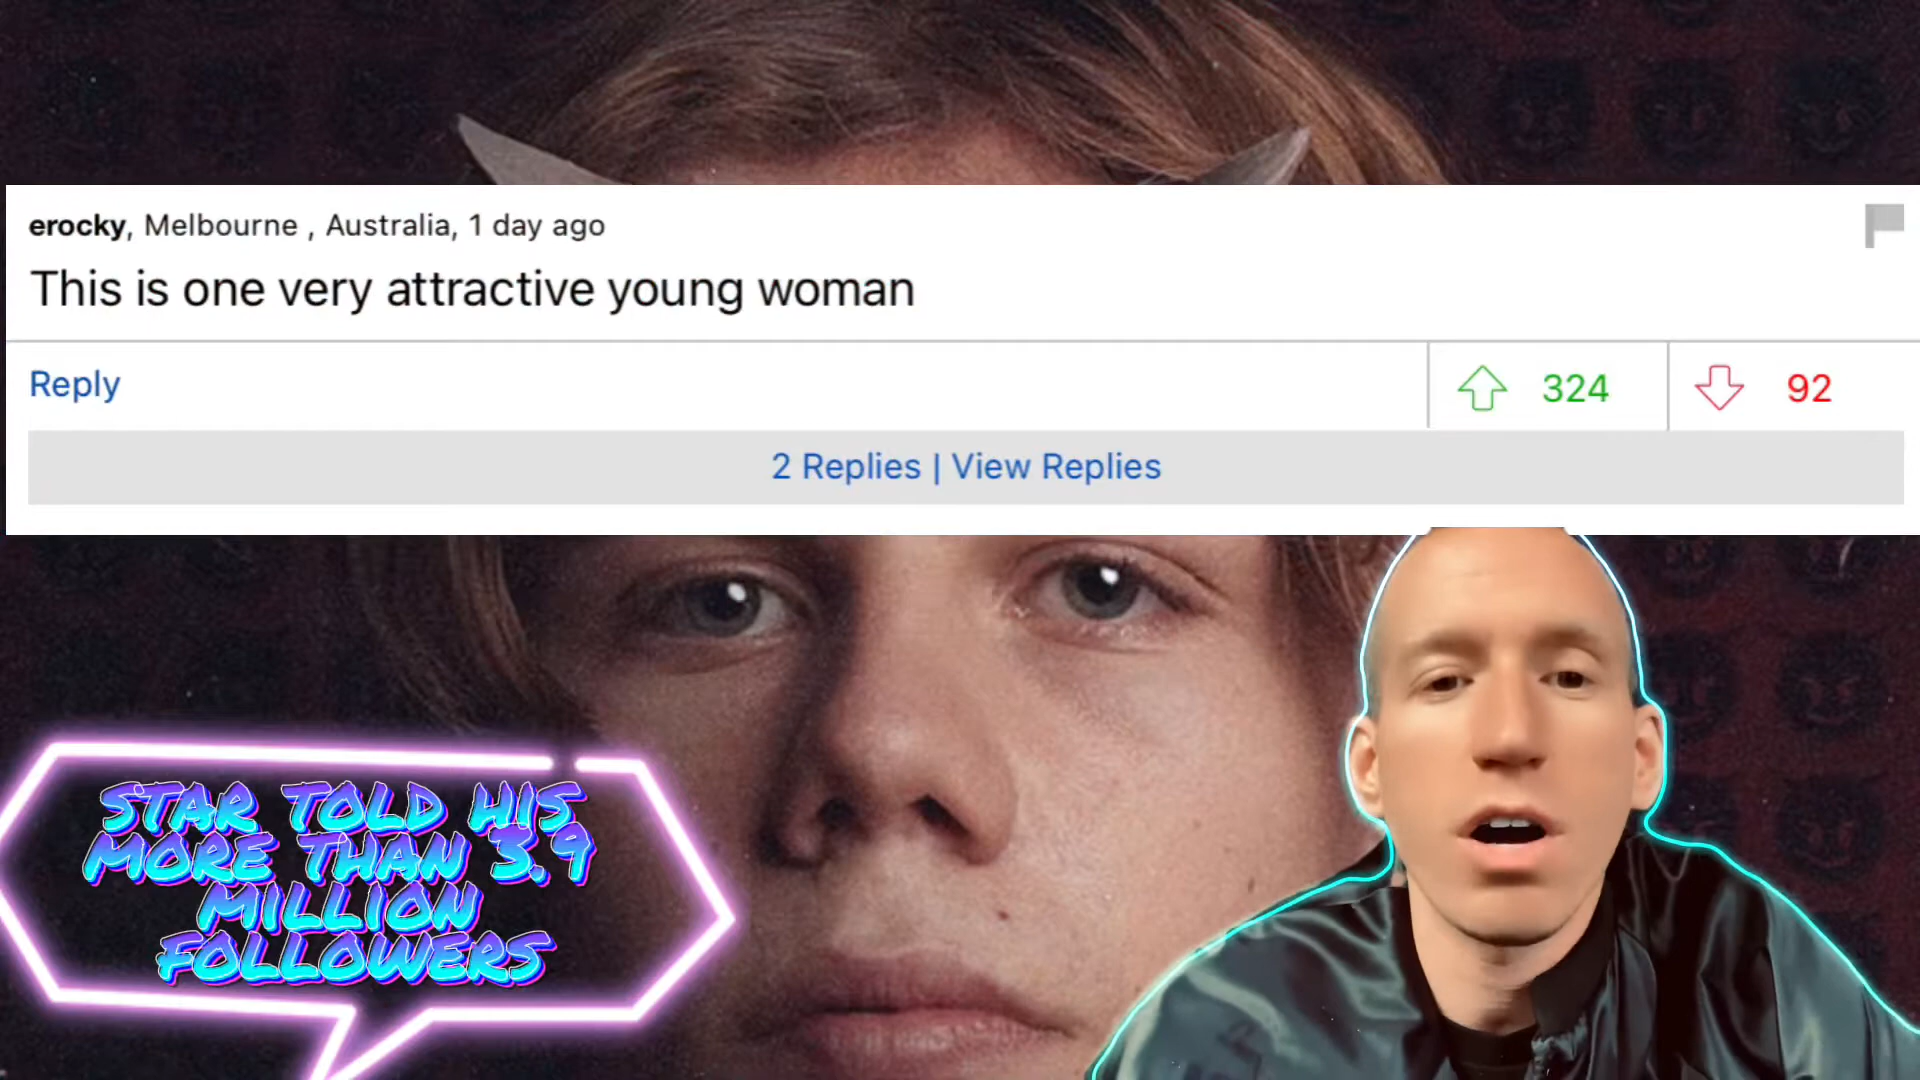 erocky, Melbourne , Australia, 1 day ago
This is one very attractive young woman
Reply
324
92
2 Replies | View Replies
STAR TOLD HIS
MORE THAN 3.9
MILLION
FOLLOWERS